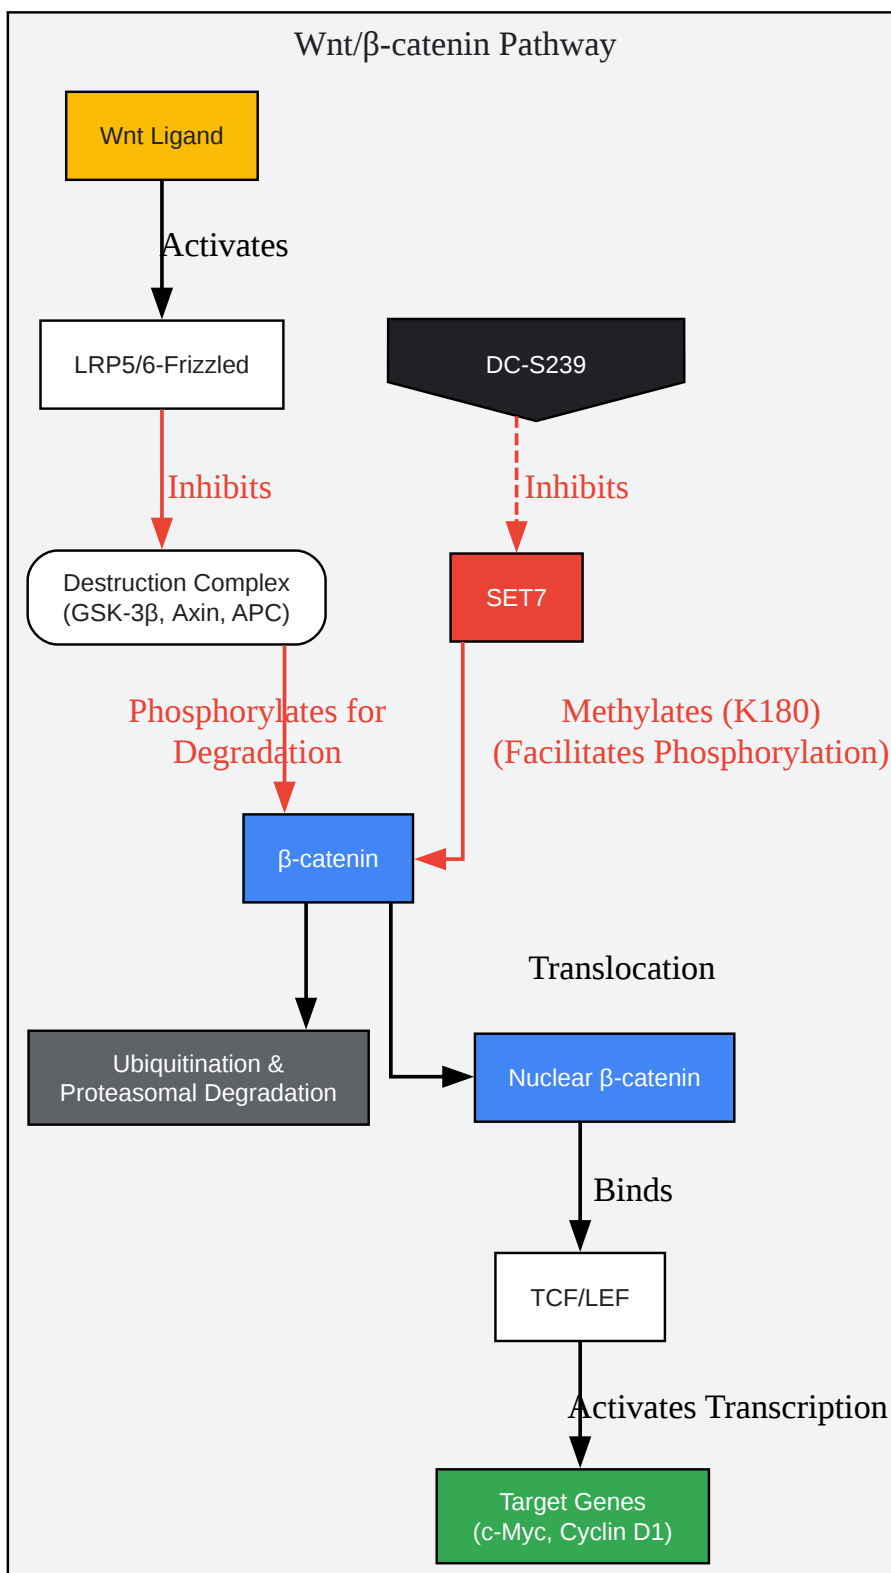 Wnt/β-catenin Pathway
Wnt Ligand
Activates
LRP5/6-Frizzled
DC-S239
Inhibits
Inhibits
Destruction Complex
(GSK-3β, Axin, APC)
SET7
Phosphorylates for
Degradation
Methylates (K180)
(Facilitates Phosphorylation)
β-catenin
Translocation
Ubiquitination &
Proteasomal Degradation
Nuclear β-catenin
Binds
TCF/LEF
Activates Transcription
Target Genes
(c-Myc, Cyclin D1)